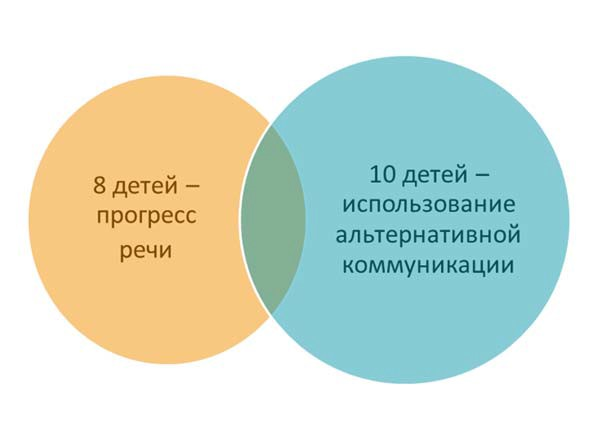 8 детей –
прогресс
речи
10 детей –
использование
альтернативной
коммуникации